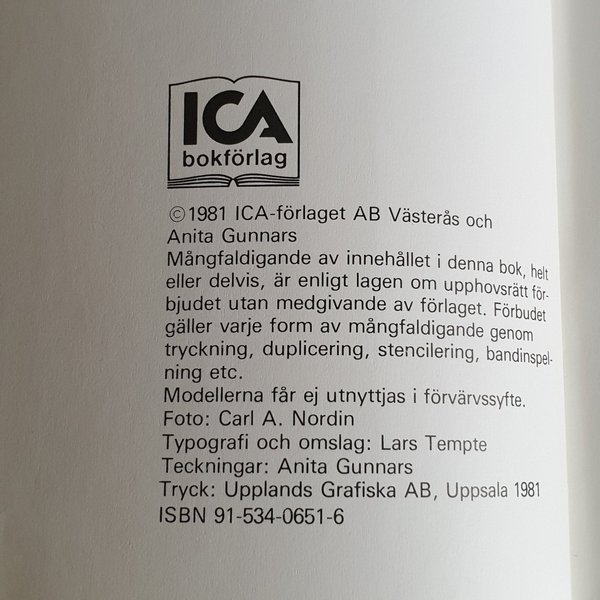 ICA
bokförlag
©1981 ICA-förlaget AB Västerås och
Anita Gunnars
Mångfaldigande av innehållet i denna bok, helt
eller delvis, är enligt lagen om upphovsrätt för-
bjudet utan medgivande av förlaget. Förbudet
gäller varje form av mångfaldigande genom
tryckning, duplicering, stencilering, bandinspel-
ning etc.
Modellerna får ej utnyttjas i förvärvssyfte.
Foto: Carl A. Nordin
Typografi och omslag: Lars Tempte
Teckningar: Anita Gunnars
Tryck: Upplands Grafiska AB, Uppsala 1981
ISBN 91-534-0651-6